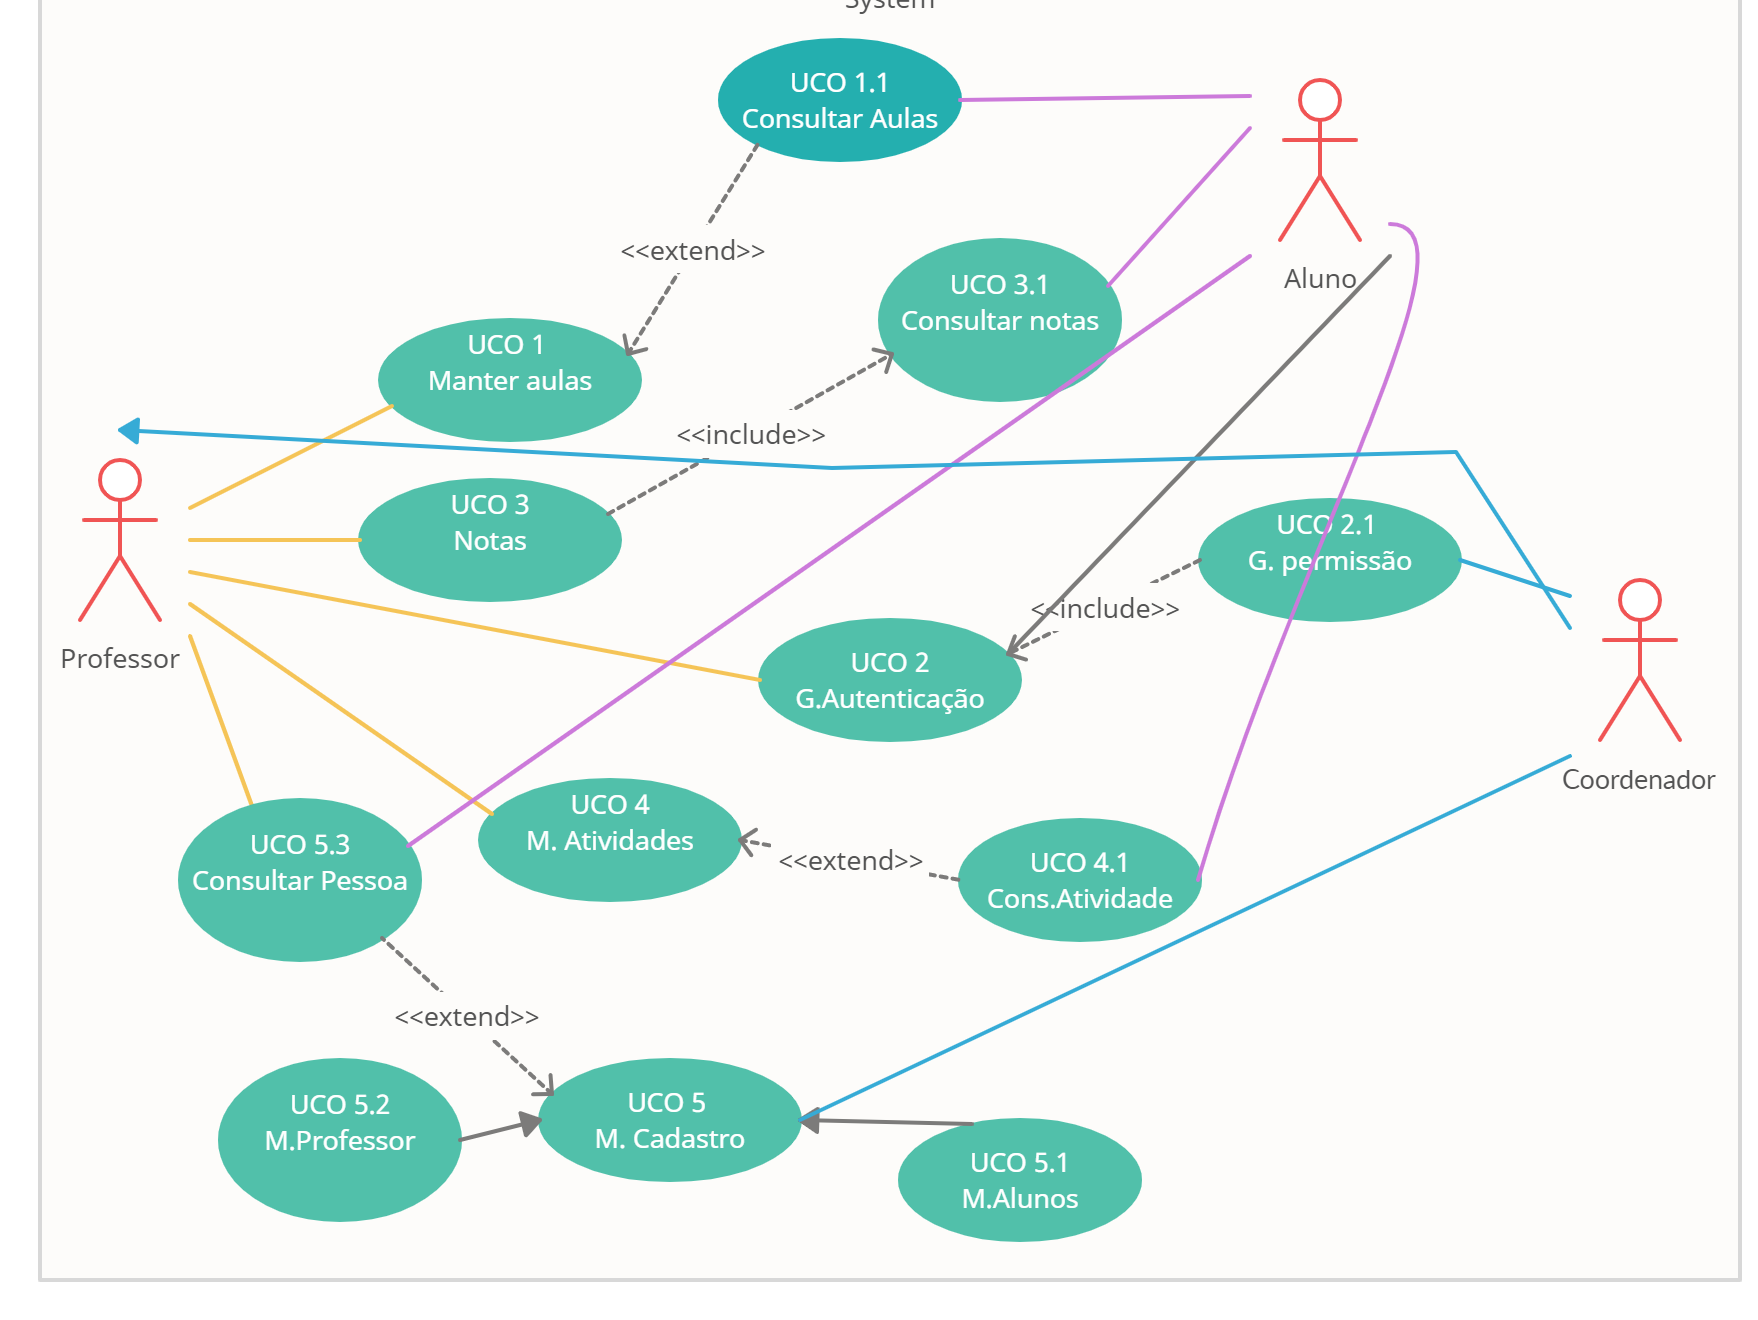 System
UCO 1.1
Consultar Aulas
<<extend>>
UCO 3.1
Consultar notas
Aluno
UCO 1
Manter aulas
<<include>>
UCO 3
Notas
UCO 2.1
G. permissão
<<include>>
Professor
UCO 2
G.Autenticação
Coordenador
UCO 4
M. Atividades
UCO 5.3
Consultar Pessoa
<<extend>>
UCO 4.1
Cons.Atividade
<<extend>>
UCO 5.2
M.Professor
UCO 5
M. Cadastro
UCO 5.1
M.Alunos